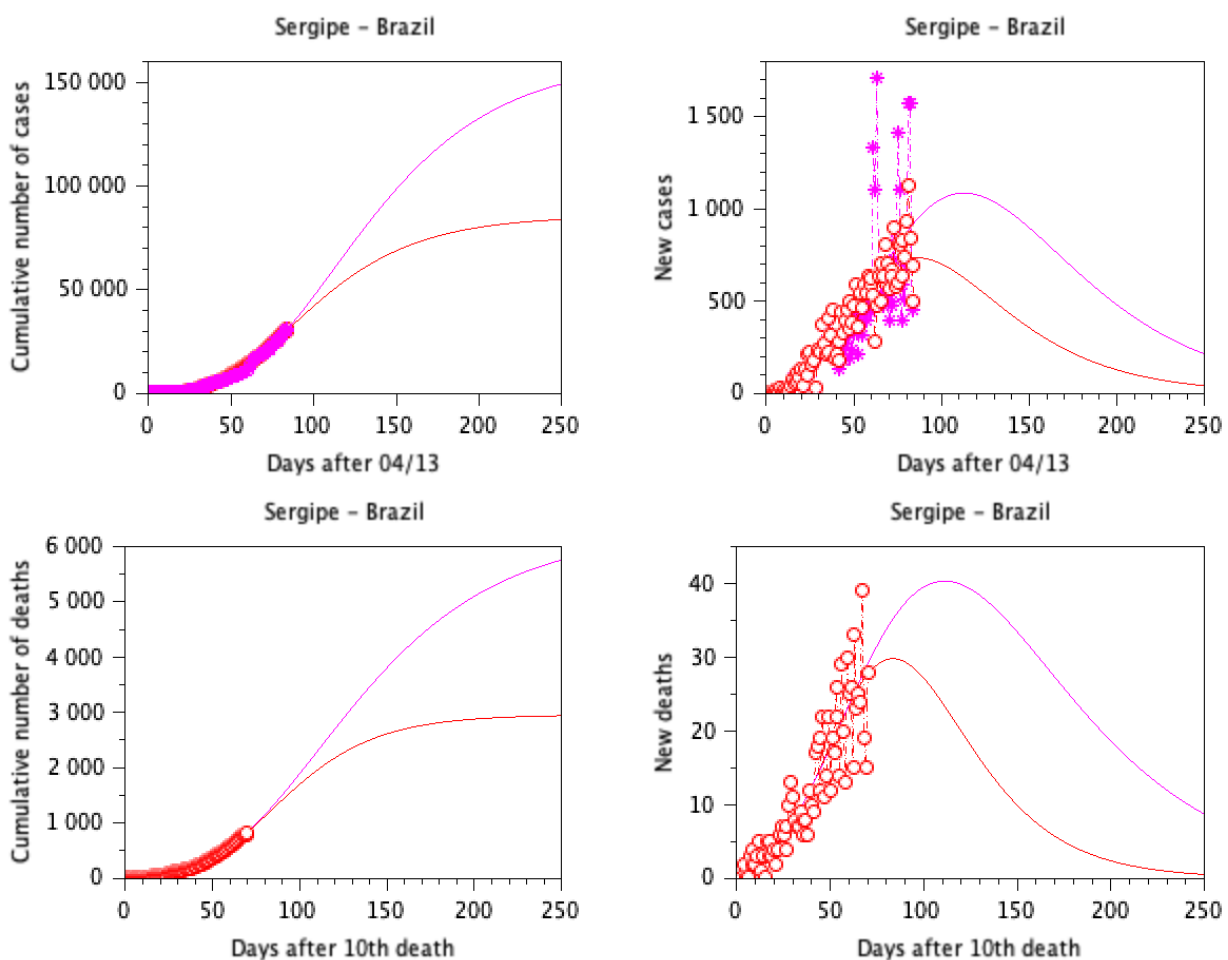 Sergipe – Brazil
Cumulative number of cases
150 000
100 000
50 000
0
0 50 100 150 200 250
Days after 04/13
Sergipe – Brazil
New cases
1 500
1 000
500
0
0 50 100 150 200 250
Days after 04/13
Sergipe – Brazil
Cumulative number of deaths
6 000
5 000
4 000
3 000
2 000
1 000
0
0 50 100 150 200 250
Days after 10th death
Sergipe – Brazil
New deaths
40
30
20
10
0
0 50 100 150 200 250
Days after 10th death